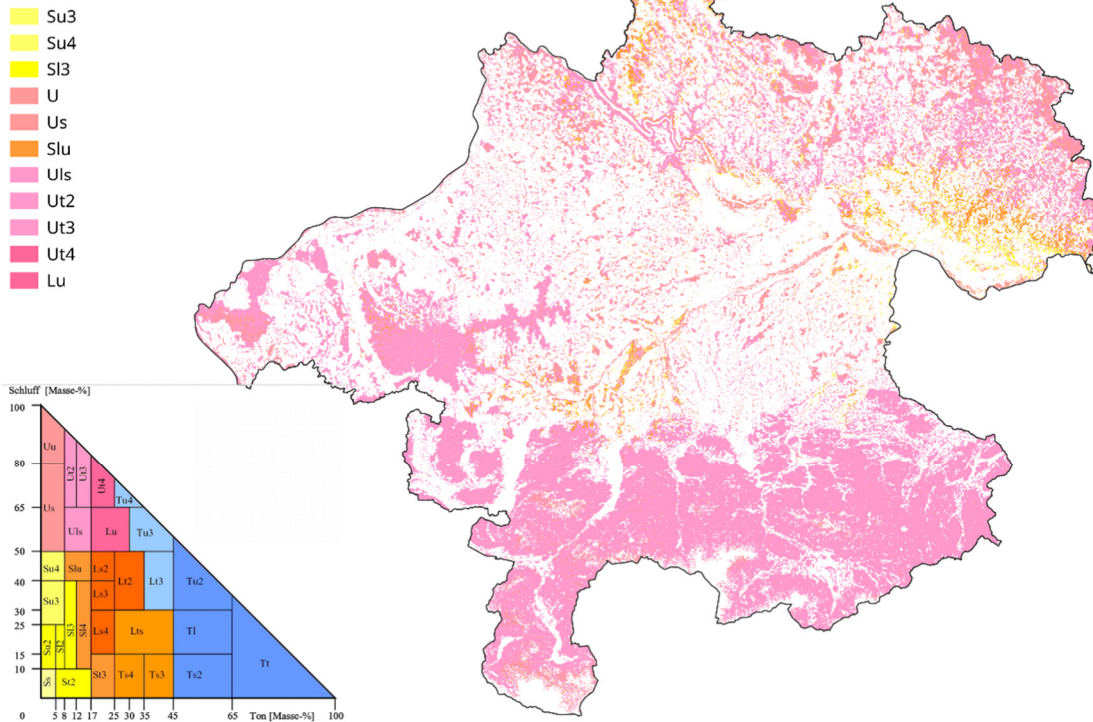 Su3
Su4
Sl3
U
Us
Slu
Uls
Ut2
Ut3
Ut4
Lu
Schluff [Masse-%]
100
Uu
Ut2
Ut3
80
Ut4
Tu4
Us
65
Uls
Lu
Tu3
50
Su4
Slu
Ls2
Lt2
Lt3
Tu2
40
Su3
Ls3
30
25
Su2
Sl2
Sl3
Sl4
Ls4
Lts
Tl
15
10
Ss
St2
St3
Ts4
Ts3
Ts2
Tt
0
5 8 12 17 25 30 35 45 65 Ton [Masse-%] 100